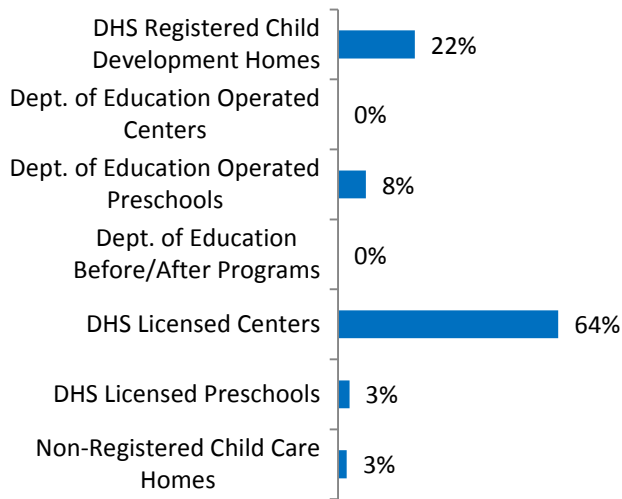 DHS Registered Child
Development Homes
22%
Dept. of Education Operated
Centers
0%
Dept. of Education Operated
Preschools
8%
Dept. of Education
Before/After Programs
0%
DHS Licensed Centers
64%
DHS Licensed Preschools
3%
Non-Registered Child Care
Homes
3%